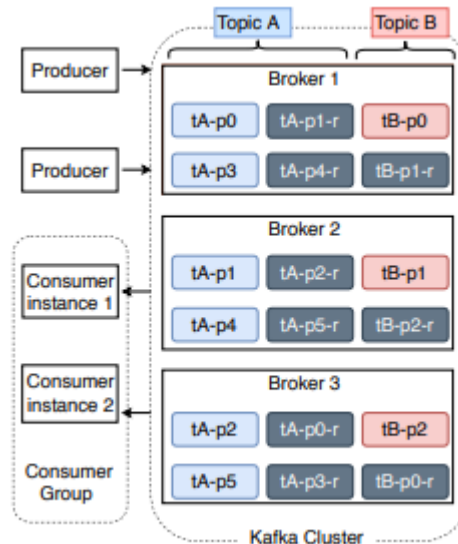 Topic A Topic B
Producer
Broker 1
tA-p0 tA-p1-r tB-p0
Producer
tA-p3 tA-p4-r tB-p1-r
Broker 2
Consumer
instance 1
tA-p1 tA-p2-r tB-p1
tA-p4 tA-p5-r tB-p2-r
Consumer
instance 2
Broker 3
tA-p2 tA-p0-r tB-p2
Consumer
Group
tA-p5 tA-p3-r tB-p0-r
Kafka Cluster